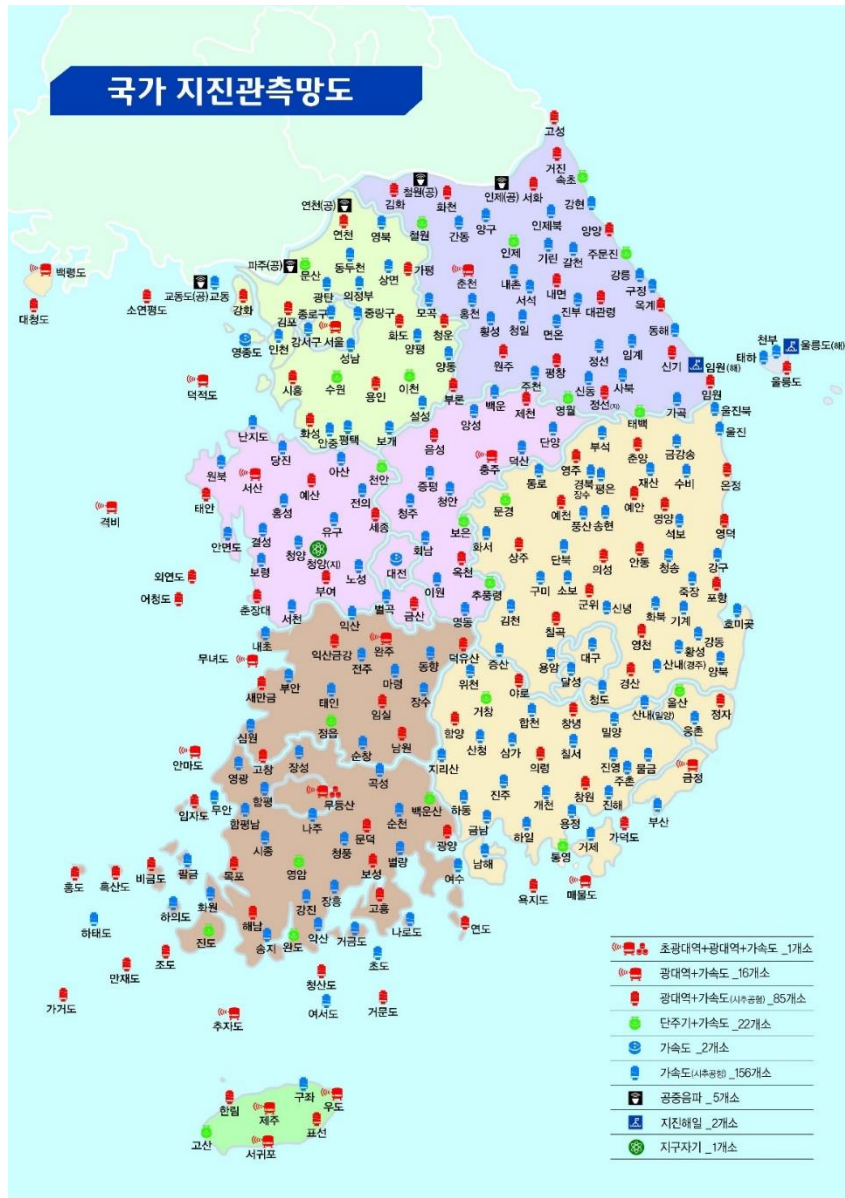 국가 지진관측망도
고성
거진
속초
철원(공)
인제(공)
김화
화천
서화
강현
연천(공)
연천
영북
철원
간동
양구
인제북
양양
인제
기린
갈천
주문진
파주(공)
문산
동두천
상면
가평
춘천
내촌
서석
내면
진부
대관령
강릉
구정
옥계
백령도
대청도
소연평도
교동도(공)
교동
강화
김포
광탄
의정부
종로구
중랑구
모곡
홍천
횡성
청일
면온
동해
영종도
인천
강서구
서울
성남
화도
청운
양평
양동
원주
평창
정선
임계
신기
임원(해)
임원
천부
태하
울릉도(해)
울릉도
덕적도
시흥
수원
용인
이천
부론
주천
신동
사북
정선(지)
가곡
울진북
울진
화성
안중
평택
보개
설성
앙성
백운
제천
영월
태백
난지도
당진
아산
천안
음성
충주
덕산
단양
부석
춘양
금강송
원북
서산
예산
전의
증평
청안
동로
영주
경북
장수
평은
재산
수비
온정
태안
격비
홍성
유구
세종
청주
보은
문경
예천
풍산
송현
예안
영양
석보
영덕
안면도
결성
청양
청양(지)
대전
회남
화서
상주
단북
의성
안동
청송
강구
외연도
어청도
보령
부여
노성
옥천
이원
추풍령
구미
소보
군위
신녕
죽장
포항
춘장대
서천
익산
벌곡
금산
영동
김천
칠곡
화북
기계
호미곶
무녀도
내초
익산금강
완주
전주
동향
덕유산
증산
용암
대구
달성
영천
강동
황성
산내(경주)
양북
새만금
부안
태인
마령
장수
위천
야로
청도
경산
심원
정읍
임실
거창
합천
창녕
밀양
산내(밀양)
울산
정자
웅촌
안마도
영광
고창
장성
순창
남원
함양
산청
삼가
의령
칠서
진영
주촌
물금
금정
지리산
임자도
무안
함평
무등산
곡성
백운산
하동
진주
개천
창원
진해
부산
함평남
나주
순천
광양
금남
하일
용정
거제
가덕도
시종
청풍
문덕
별량
여수
남해
통영
홍도
흑산도
비금도
팔금
목포
영암
보성
욕지도
매물도
하태도
하의도
화원
해남
강진
장흥
고흥
나로도
연도
진도
송지
완도
약산
거금도
초도
가거도
만재도
조도
청산도
여서도
거문도
추자도
구좌
한림
제주
우도
표선
고산
서귀포
초광대역+광대역+가속도 _1개소
광대역+가속도 _16개소
광대역+가속도(시추공형) _85개소
단주기+가속도 _22개소
가속도 _2개소
가속도(시추공형) _156개소
공중음파 _5개소
지진해일 _2개소
지구자기 _1개소